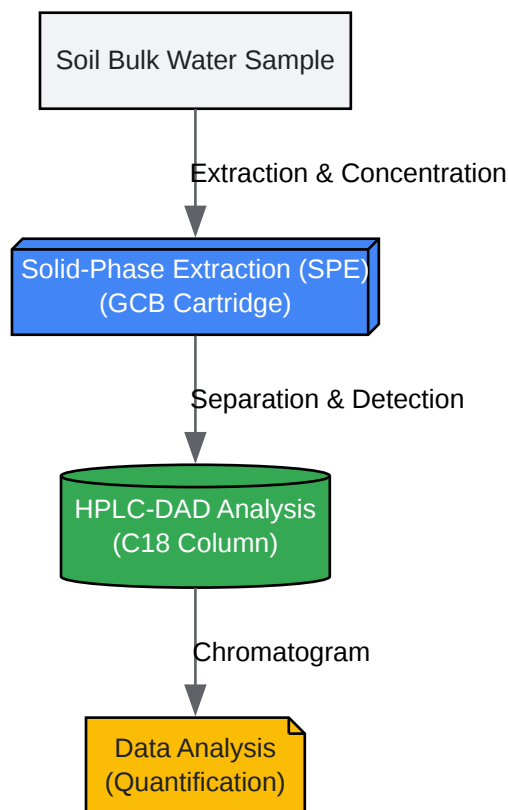 Soil Bulk Water Sample
Extraction & Concentration
Solid-Phase Extraction (SPE)
(GCB Cartridge)
Separation & Detection
HPLC-DAD Analysis
(C18 Column)
Chromatogram
Data Analysis
(Quantification)